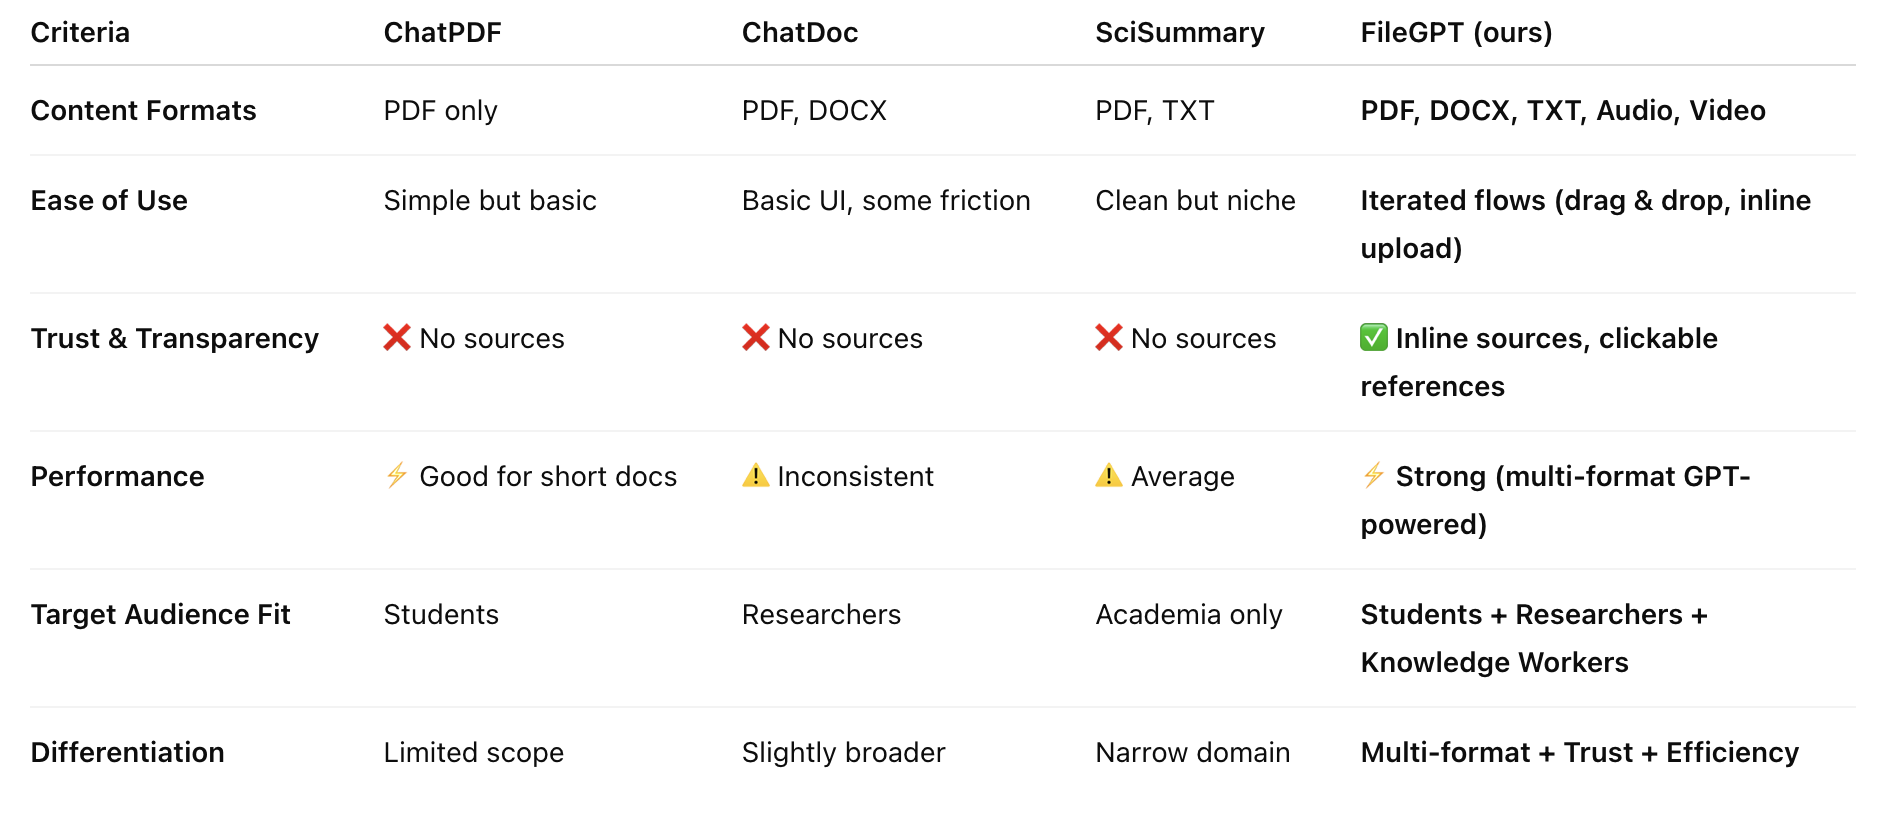 Criteria ChatPDF ChatDoc SciSummary FileGPT (ours)
Content Formats PDF only PDF, DOCX PDF, TXT PDF, DOCX, TXT, Audio, Video
Ease of Use Simple but basic Basic UI, some friction Clean but niche Iterated flows (drag & drop, inline
upload)
Trust & Transparency ❌ No sources ❌ No sources ❌ No sources ✅ Inline sources, clickable
references
Performance ⚡ Good for short docs ⚠️ Inconsistent ⚠️ Average ⚡ Strong (multi-format GPT-
powered)
Target Audience Fit Students Researchers Academia only Students + Researchers +
Knowledge Workers
Differentiation Limited scope Slightly broader Narrow domain Multi-format + Trust + Efficiency